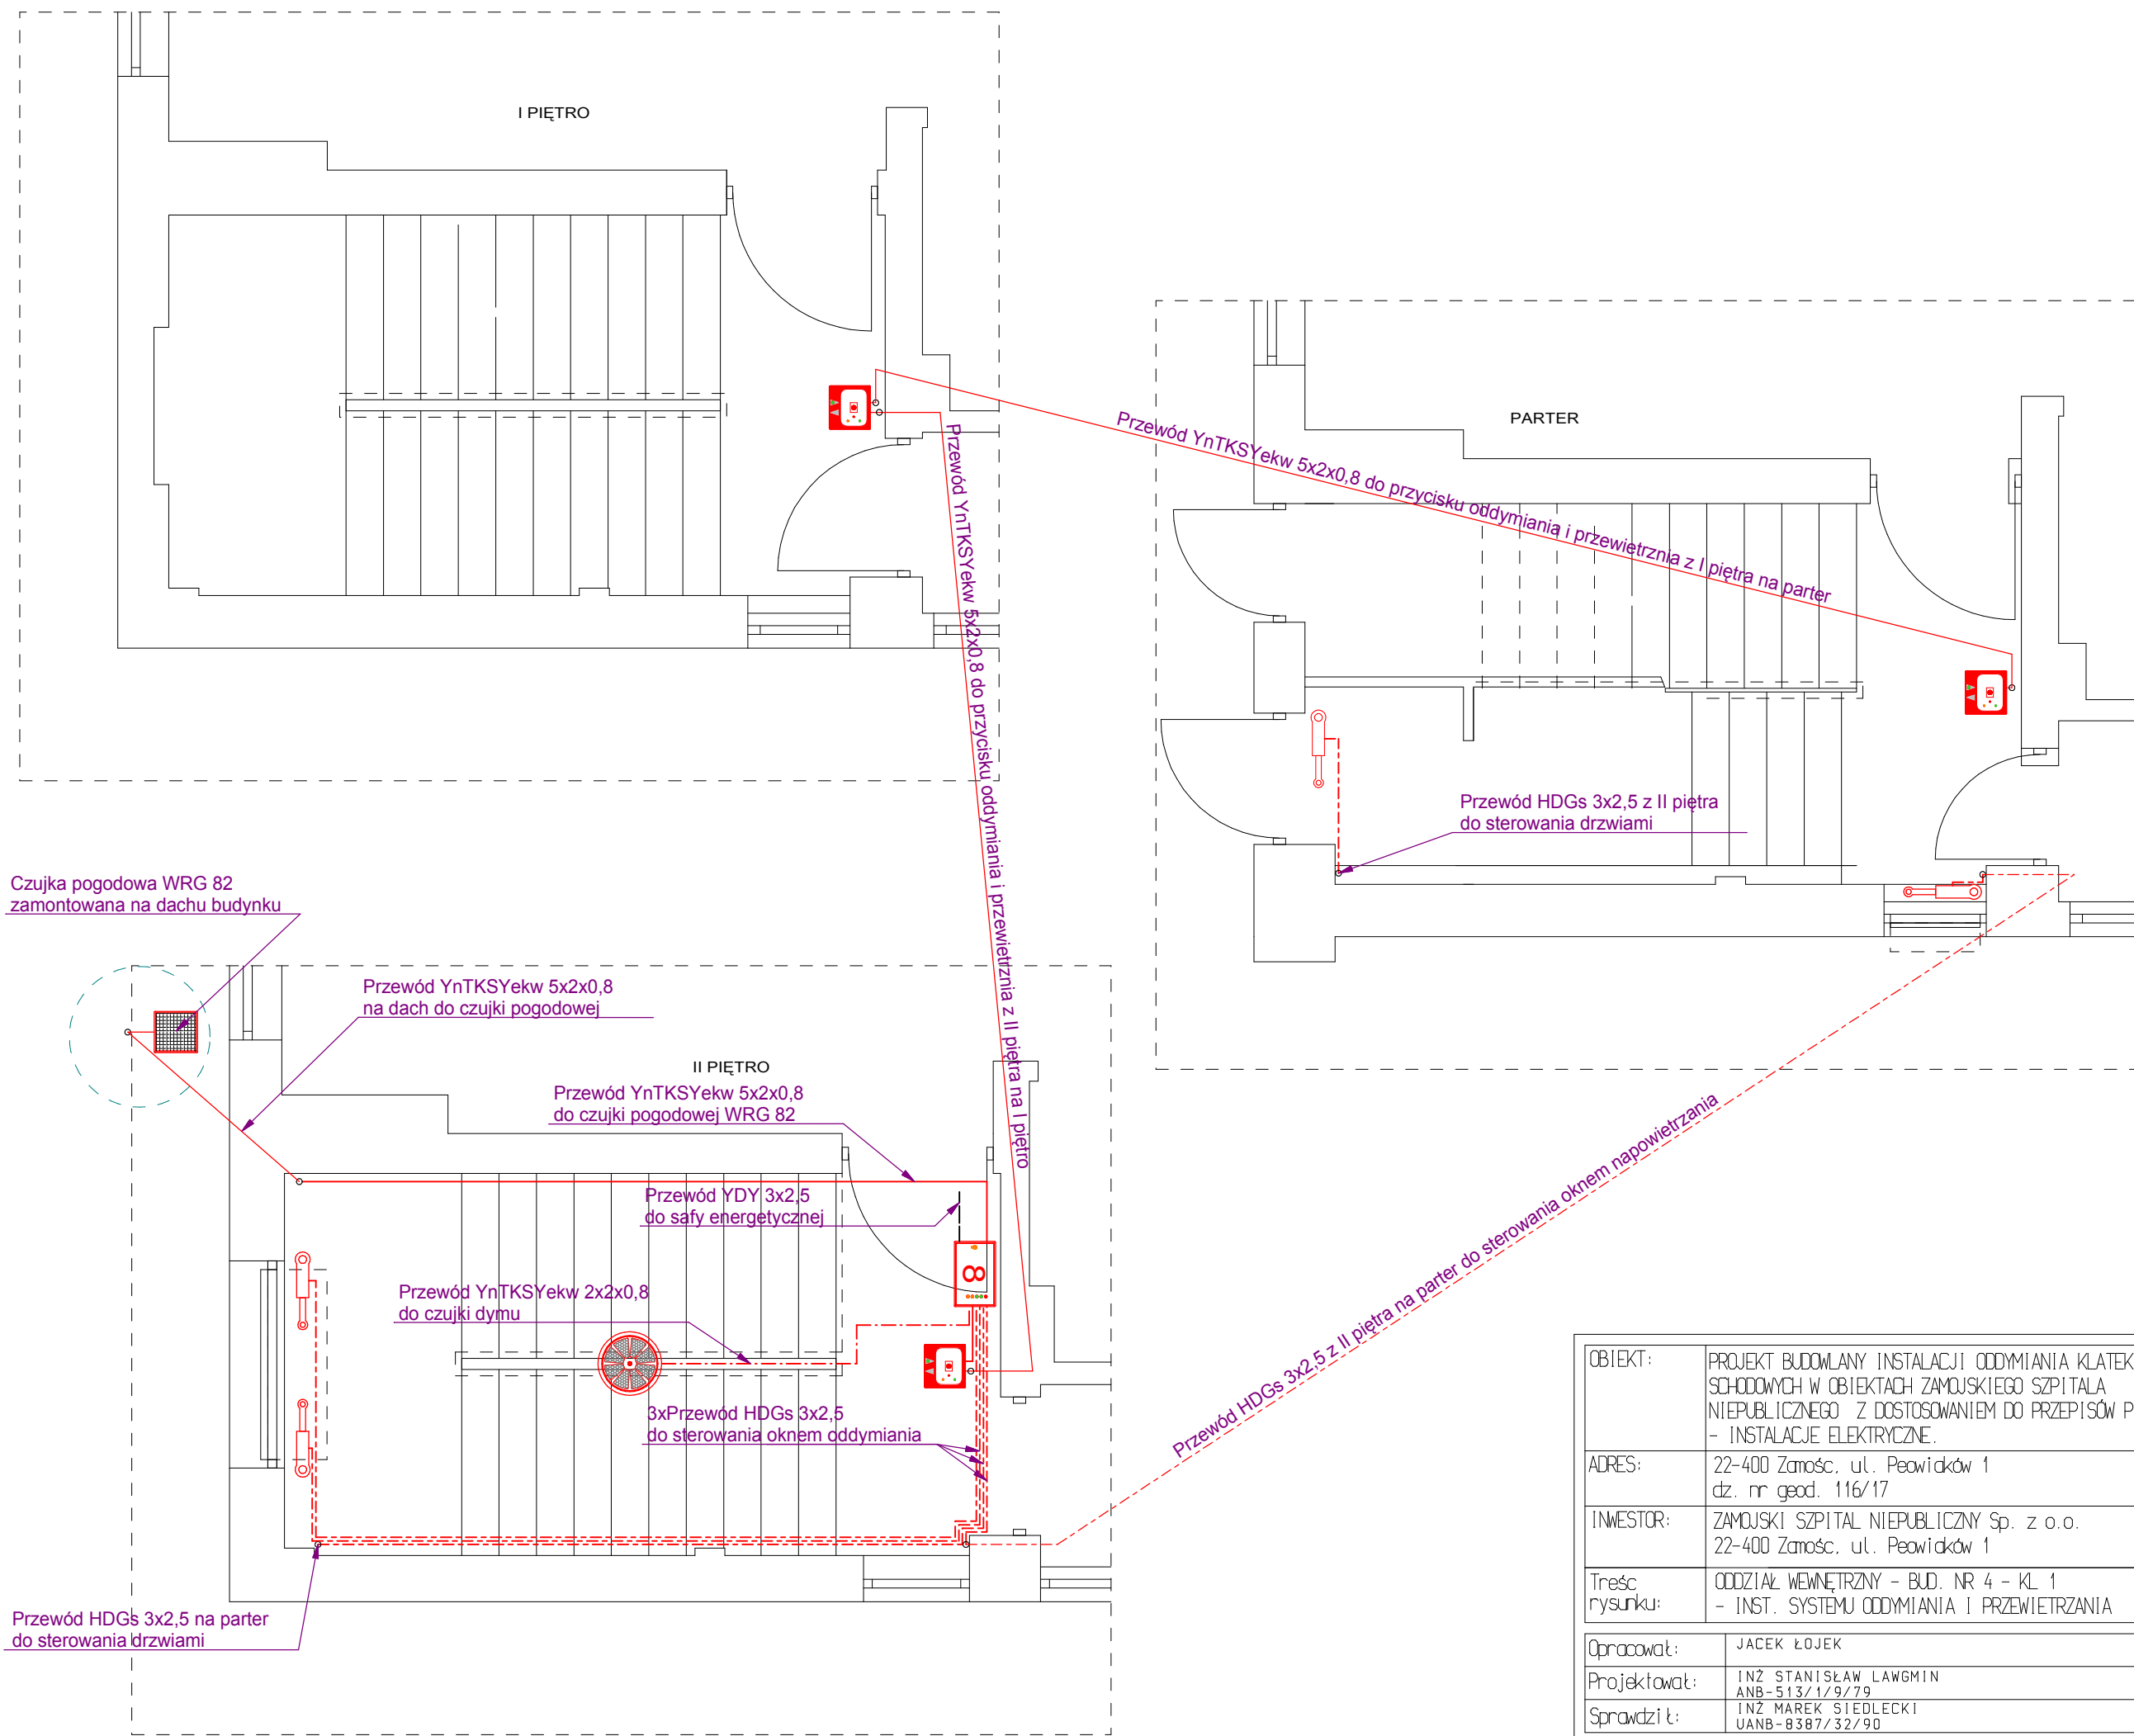 I PIĘTRO
Przewód YnTKSYekw 5x2x0,8 do przycisku oddymiania i przewietrznia z I piętra na parter
PARTER
Przewód YnTKSYekw 5x2x0,8 do przycisku oddymiania i przewietrznia z II piętra na I piętro
Przewód HDGs 3x2,5 z II piętra
do sterowania drzwiami
Czujka pogodowa WRG 82
zamontowana na dachu budynku
Przewód YnTKSYekw 5x2x0,8
na dach do czujki pogodowej
II PIĘTRO
Przewód YnTKSYekw 5x2x0,8
do czujki pogodowej WRG 82
Przewód YDY 3x2,5
do safy energetycznej
8
Przewód YnTKSYekw 2x2x0,8
do czujki dymu
3xPrzewód HDGs 3x2,5
do sterowania oknem oddymiania
Przewód HDGs 3x2,5 z II piętra na parter do sterowania oknem napowietrzania
Przewód HDGs 3x2,5 na parter
do sterowania drzwiami
OBIEKT:
PROJEKT BUDOWLANY INSTALACJI ODDYMIANIA KLATEK
SCHODOWYCH W OBIEKTACH ZAMOJSKIEGO SZPITALA
NIEPUBLICZNEGO Z DOSTOSOWANIEM DO PRZEPISÓW P
- INSTALACJE ELEKTRYCZNE.
ADRES:
22-400 Zamośc, ul. Peowiaków 1
dz. nr geod. 116/17
INWESTOR:
ZAMOJSKI SZPITAL NIEPUBLICZNY Sp. z o.o.
22-400 Zamośc, ul. Peowiaków 1
Treśc
rysunku:
ODDZIAŁ WEWNĘTRZNY - BUD. NR 4 - KL 1
- INST. SYSTEMU ODDYMIANIA I PRZEWIETRZANIA
Opracował:
JACEK ŁOJEK
Projektował:
INŻ STANISŁAW LAWGMIN
ANB-513/1/9/79
Sprawdził:
INŻ MAREK SIEDLECKI
UANB-8387/32/90